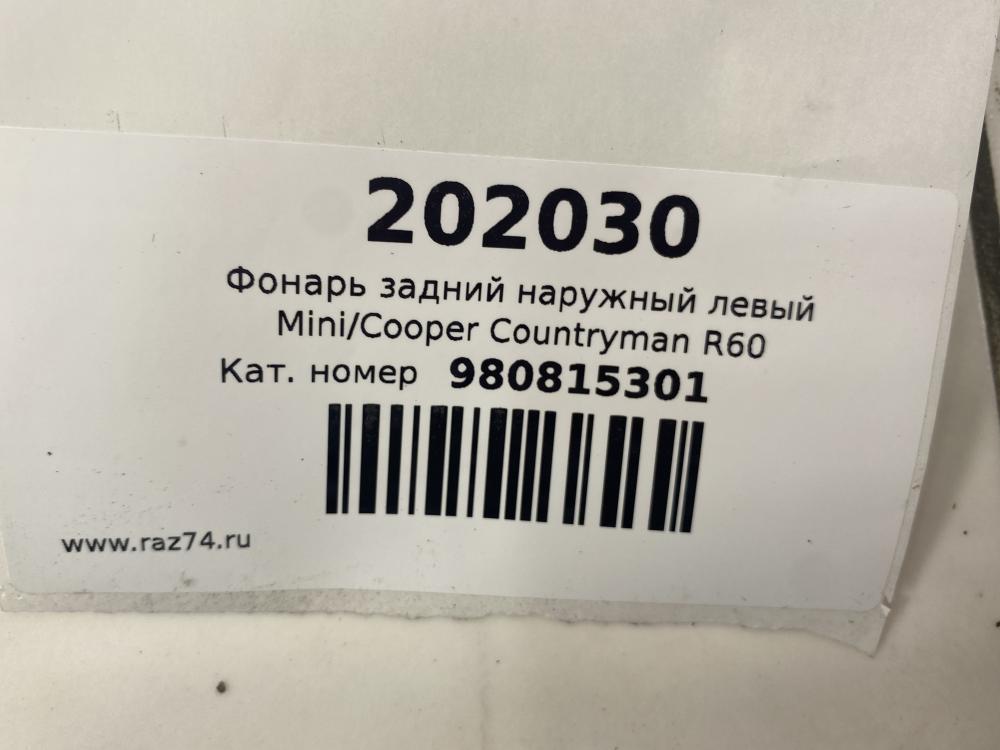 202030
Фонарь задний наружный левый
Mini/Cooper Countryman R60
Кат. номер 980815301
www.raz74.ru